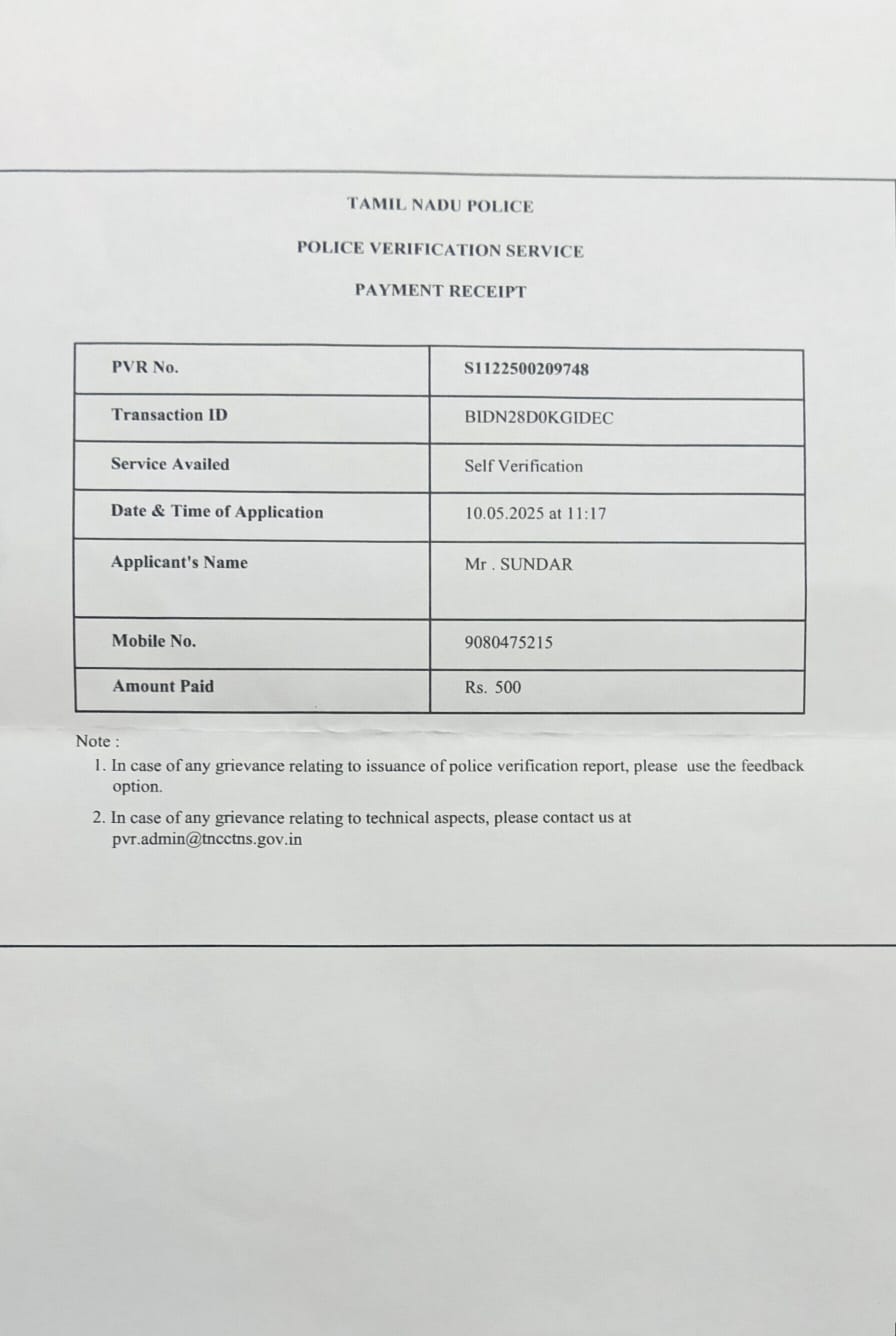 TAMIL NADU POLICE
POLICE VERIFICATION SERVICE
PAYMENT RECEIPT
PVR No. S1122500209748
Transaction ID BIDN28D0KGIDEC
Service Availed Self Verification
Date & Time of Application 10.05.2025 at 11:17
Applicant's Name Mr . SUNDAR
Mobile No. 9080475215
Amount Paid Rs. 500
Note :
1. In case of any grievance relating to issuance of police verification report, please use the feedback
option.
2. In case of any grievance relating to technical aspects, please contact us at
pvr.admin@tncctns.gov.in